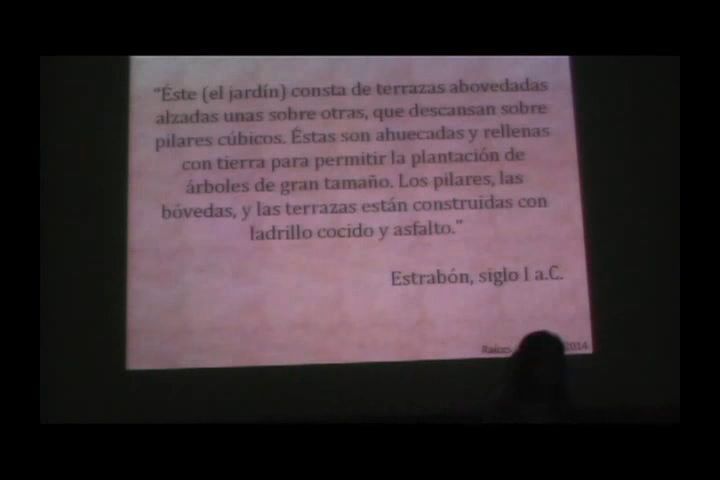 "Éste (el jardín) consta de terrazas abovedadas
alzadas unas sobre otras, que descansan sobre
pilares cúbicos. Éstas son ahuecadas y rellenas
con tierra para permitir la plantación de
árboles de gran tamaño. Los pilares, las
bóvedas, y las terrazas están construidas con
ladrillo cocido y asfalto."
Estrabón, siglo I a.C.
Raíces 2014